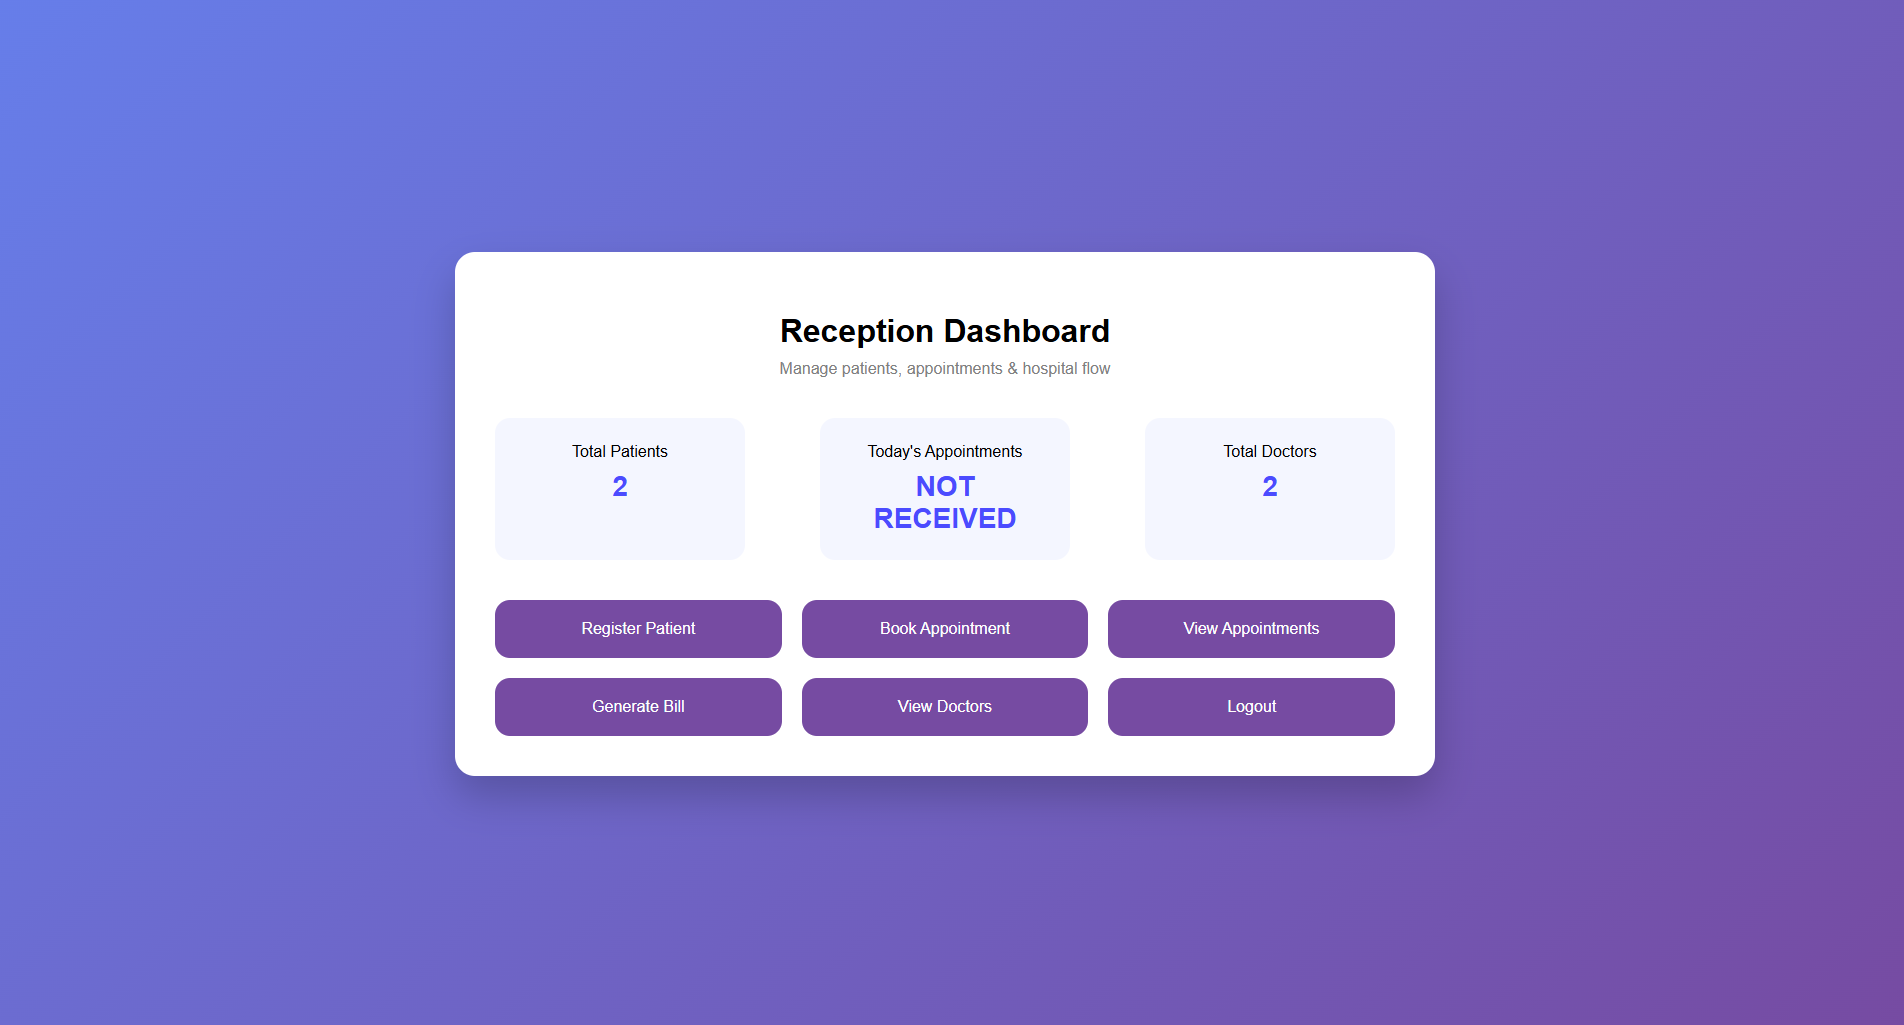 Reception Dashboard
Manage patients, appointments & hospital flow
Total Patients
2
Today's Appointments
NOT
RECEIVED
Total Doctors
2
Register Patient
Book Appointment
View Appointments
Generate Bill
View Doctors
Logout